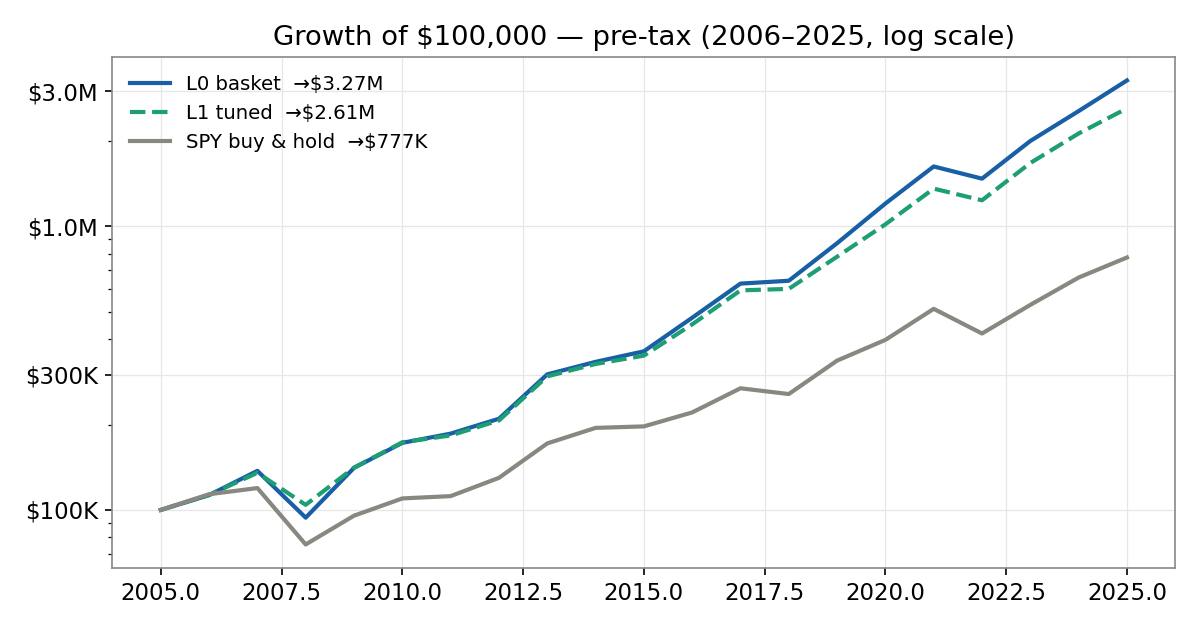 Growth of $100,000 — pre-tax (2006–2025, log scale)
L0 basket →$3.27M
L1 tuned →$2.61M
SPY buy & hold →$777K
$3.0M
$1.0M
$300K
$100K
2005.0 2007.5 2010.0 2012.5 2015.0 2017.5 2020.0 2022.5 2025.0